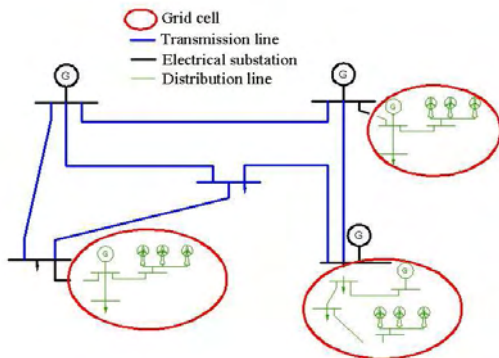 Grid cell
Transmission line
Electrical substation
Distribution line
G
G
G
G
G
G